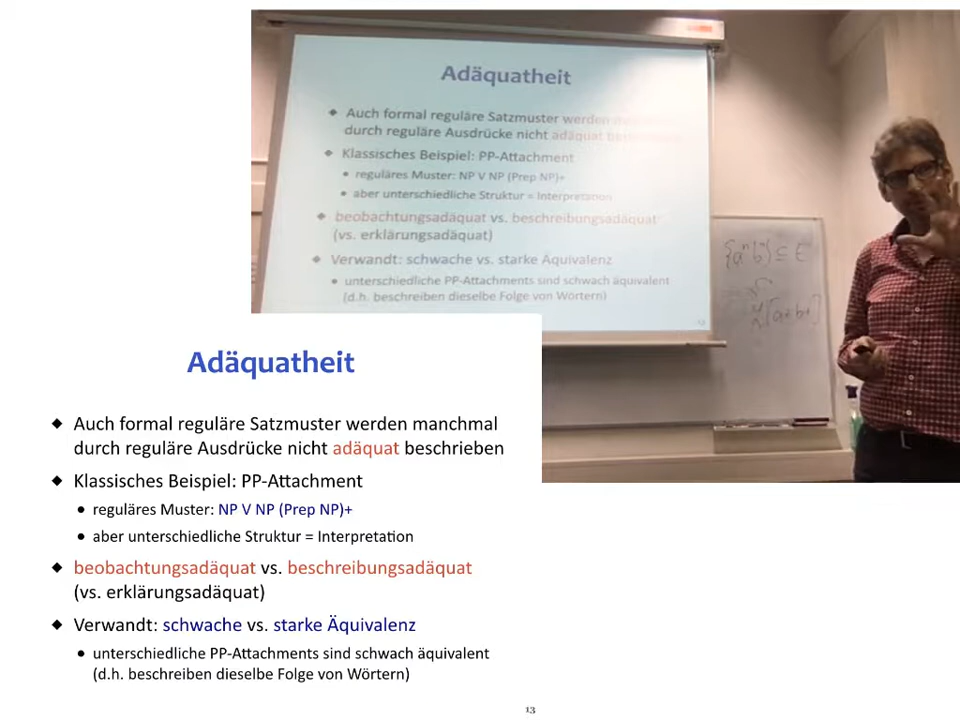 Adäquatheit
◆ Auch formal reguläre Satzmuster werden
durch reguläre Ausdrücke nicht adäquat
◆ Klassisches Beispiel: PP-Attachment
• reguläres Muster: NP V NP (Prep NP)+
• aber unterschiedliche Struktur = Interpretation
◆ beobachtungsadäquat vs. beschreibungsadäquat
(vs. erklärungsadäquat)
◆ Verwandt: schwache vs. starke Äquivalenz
• unterschiedliche PP-Attachments sind schwach äquivalent
(d.h. beschreiben dieselbe Folge von Wörtern)
13
Adäquatheit
◆ Auch formal reguläre Satzmuster werden manchmal
durch reguläre Ausdrücke nicht adäquat beschrieben
◆ Klassisches Beispiel: PP-Attachment
• reguläres Muster: NP V NP (Prep NP)+
• aber unterschiedliche Struktur = Interpretation
◆ beobachtungsadäquat vs. beschreibungsadäquat
(vs. erklärungsadäquat)
◆ Verwandt: schwache vs. starke Äquivalenz
• unterschiedliche PP-Attachments sind schwach äquivalent
(d.h. beschreiben dieselbe Folge von Wörtern)
13